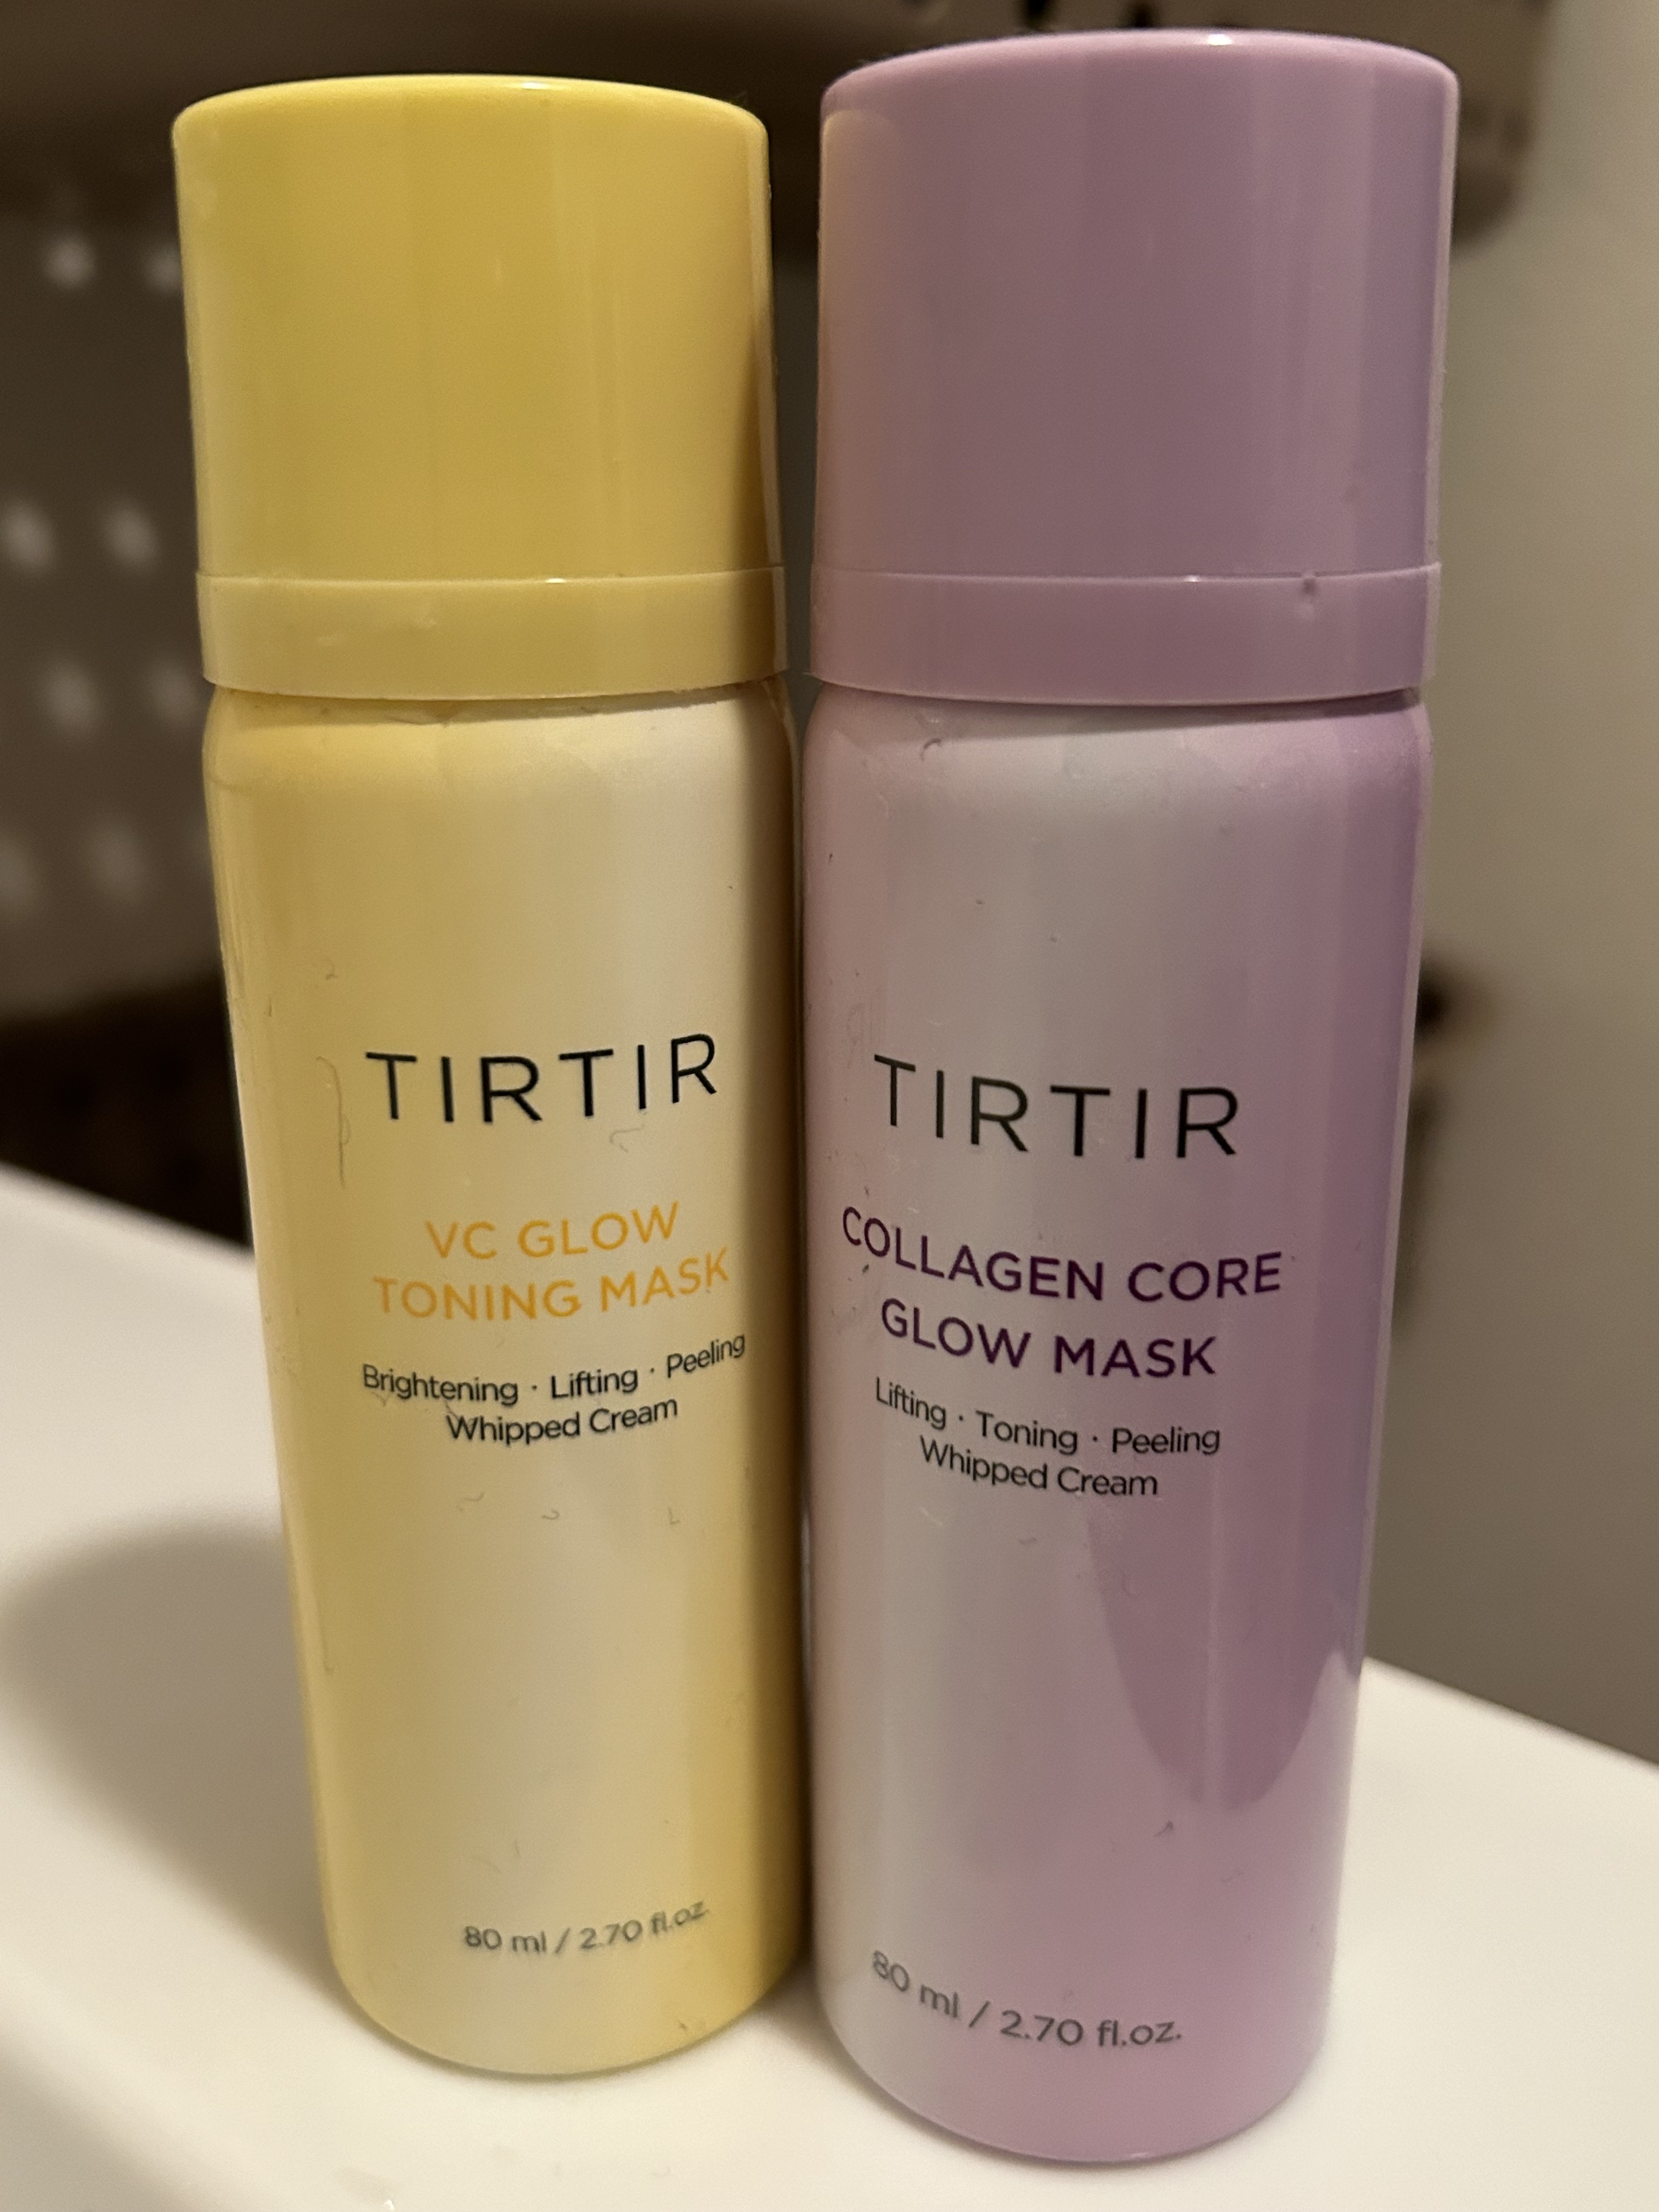 TIRTIR
VC GLOW
TONING MASK
Brightening · Lifting · Peeling
Whipped Cream
80 ml / 2.70 fl.oz.
TIRTIR
COLLAGEN CORE
GLOW MASK
Lifting · Toning · Peeling
Whipped Cream
80 ml / 2.70 fl.oz.